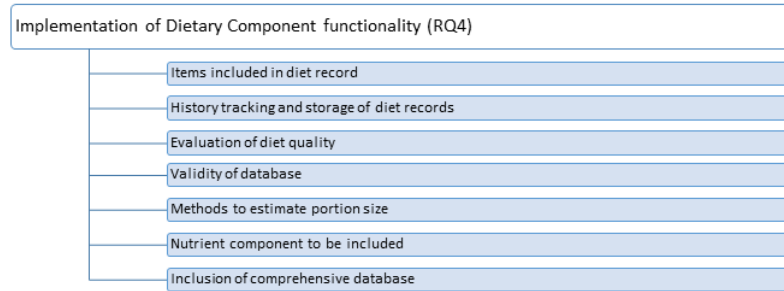 Implementation of Dietary Component functionality (RQ4)
Items included in diet record
History tracking and storage of diet records
Evaluation of diet quality
Validity of database
Methods to estimate portion size
Nutrient component to be included
Inclusion of comprehensive database